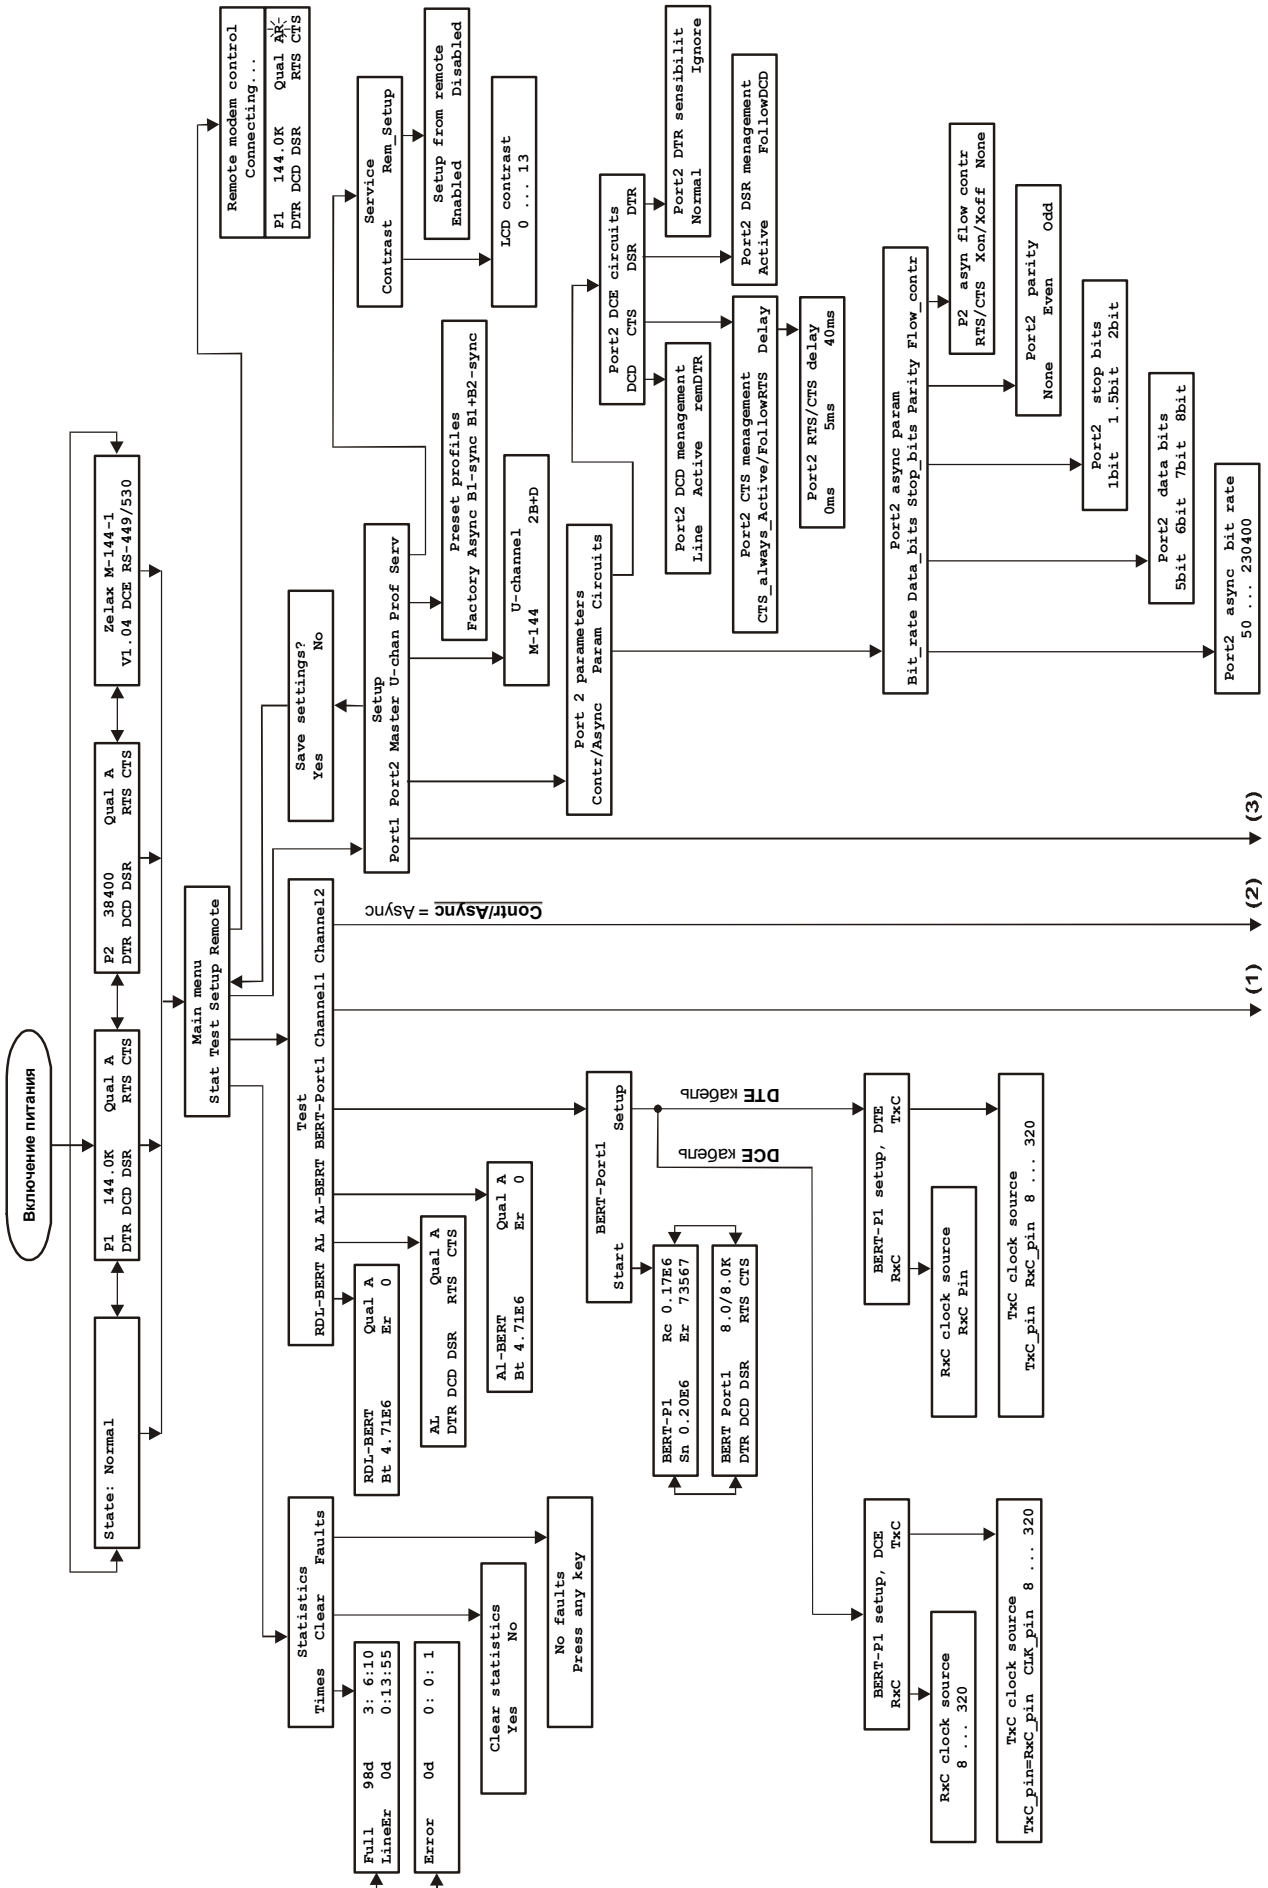 Включение питания
State: Normal
P1 144.0K Qual A
DTR DCD DSR RTS CTS
P2 38400 Qual A
DTR DCD DSR RTS CTS
Zelax M-144-1
V1.04 DCE RS-449/530
Main menu
Stat Test Setup Remote
Remote modem control
Connecting...
P1 144.0K Qual AR-
DTR DCD DSR RTS CTS
Statistics
Times Clear Faults
Full 98d 3: 6:10
LineEr 0d 0:13:55
Error 0d 0: 0: 1
Clear statistics
Yes No
No faults
Press any key
Test
RDL-BERT AL AL-BERT BERT-Port1 Channel1 Channel2
RDL-BERT Qual A
Bt 4.71E6 Er 0
AL Qual A
DTR DCD DSR RTS CTS
Al-BERT Qual A
Bt 4.71E6 Er 0
BERT-Port1
Start Setup
BERT-P1 Rc 0.17E6
Sn 0.20E6 Er 73567
BERT Port1 8.0/8.0K
DTR DCD DSR RTS CTS
DCE кабель
DTE кабель
BERT-P1 setup, DCE
RxC TxC
RxC clock source
8 ... 320
TxC clock source
TxC_pin=RxC_pin CLK_pin 8 ... 320
BERT-P1 setup, DTE
RxC TxC
RxC clock source
RxC Pin
TxC clock source
TxC_pin RxC_pin 8 ... 320
Contr/Async = Async
(1)
(2)
(3)
Save settings?
Yes No
Setup
Port1 Port2 Master U-chan Prof Serv
Preset profiles
Factory Async B1-sync B1+B2-sync
U-channel
M-144 2B+D
Service
Contrast Rem_Setup
Setup from remote
Enabled Disabled
LCD contrast
0 ... 13
Port 2 parameters
Contr/Async Param Circuits
Port2 DCE circuits
DCD CTS DSR DTR
Port2 DTR sensibilit
Normal Ignore
Port2 DSR menagement
Active FollowDCD
Port2 DCD menagement
Line Active remDTR
Port2 CTS menagement
CTS_always_Active/FollowRTS Delay
Port2 RTS/CTS delay
0ms 5ms 40ms
Port2 async param
Bit_rate Data_bits Stop_bits Parity Flow_contr
P2 asyn flow contr
RTS/CTS Xon/Xoff None
Port2 parity
None Even Odd
Port2 stop bits
1bit 1.5bit 2bit
Port2 data bits
5bit 6bit 7bit 8bit
Port2 async bit rate
50 ... 230400